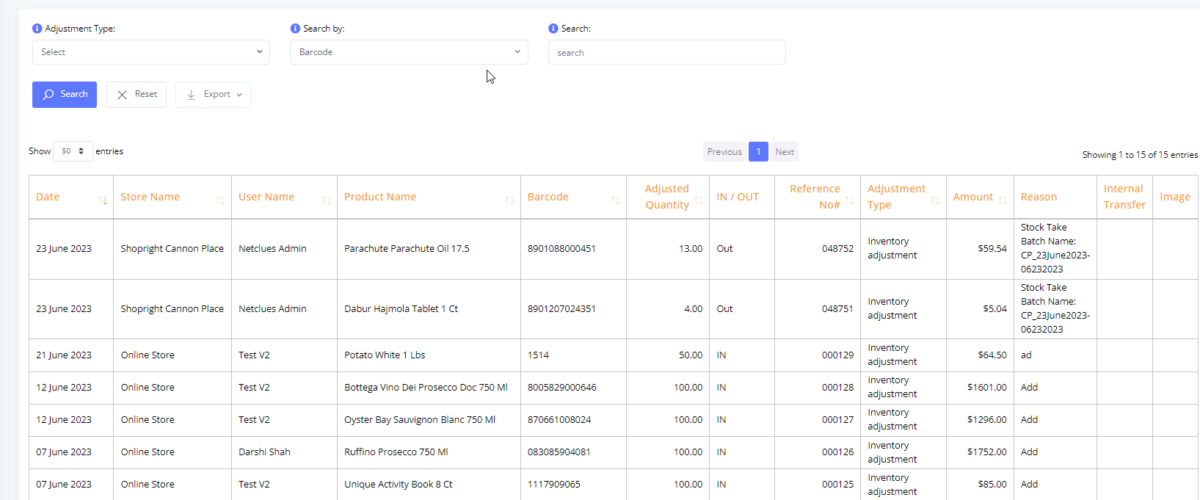 Adjustment Type: Search by: Search:
Select Barcode search
Search Reset Export
Show 50 entries Previous 1 Next Showing 1 to 15 of 15 entries
Date Store Name User Name Product Name Barcode Adjusted Quantity IN / OUT Reference No# Adjustment Type Amount Reason Internal Transfer Image
23 June 2023 Shopright Cannon Place Netclues Admin Parachute Parachute Oil 17.5 8901088000451 13.00 Out 048752 Inventory adjustment $59.54 Stock Take Batch Name: CP_23June2023-06232023
23 June 2023 Shopright Cannon Place Netclues Admin Dabur Hajmola Tablet 1 Ct 8901207024351 4.00 Out 048751 Inventory adjustment $5.04 Stock Take Batch Name: CP_23June2023-06232023
21 June 2023 Online Store Test V2 Potato White 1 Lbs 1514 50.00 IN 000129 Inventory adjustment $64.50 ad
12 June 2023 Online Store Test V2 Bottega Vino Dei Prosecco Doc 750 Ml 8005829000646 100.00 IN 000128 Inventory adjustment $1601.00 Add
12 June 2023 Online Store Test V2 Oyster Bay Sauvignon Blanc 750 Ml 870661008024 100.00 IN 000127 Inventory adjustment $1296.00 Add
07 June 2023 Online Store Darshi Shah Ruffino Prosecco 750 Ml 083085904081 100.00 IN 000126 Inventory adjustment $1752.00 Add
07 June 2023 Online Store Test V2 Unique Activity Book 8 Ct 1117909065 100.00 IN 000125 Inventory adjustment $85.00 Add